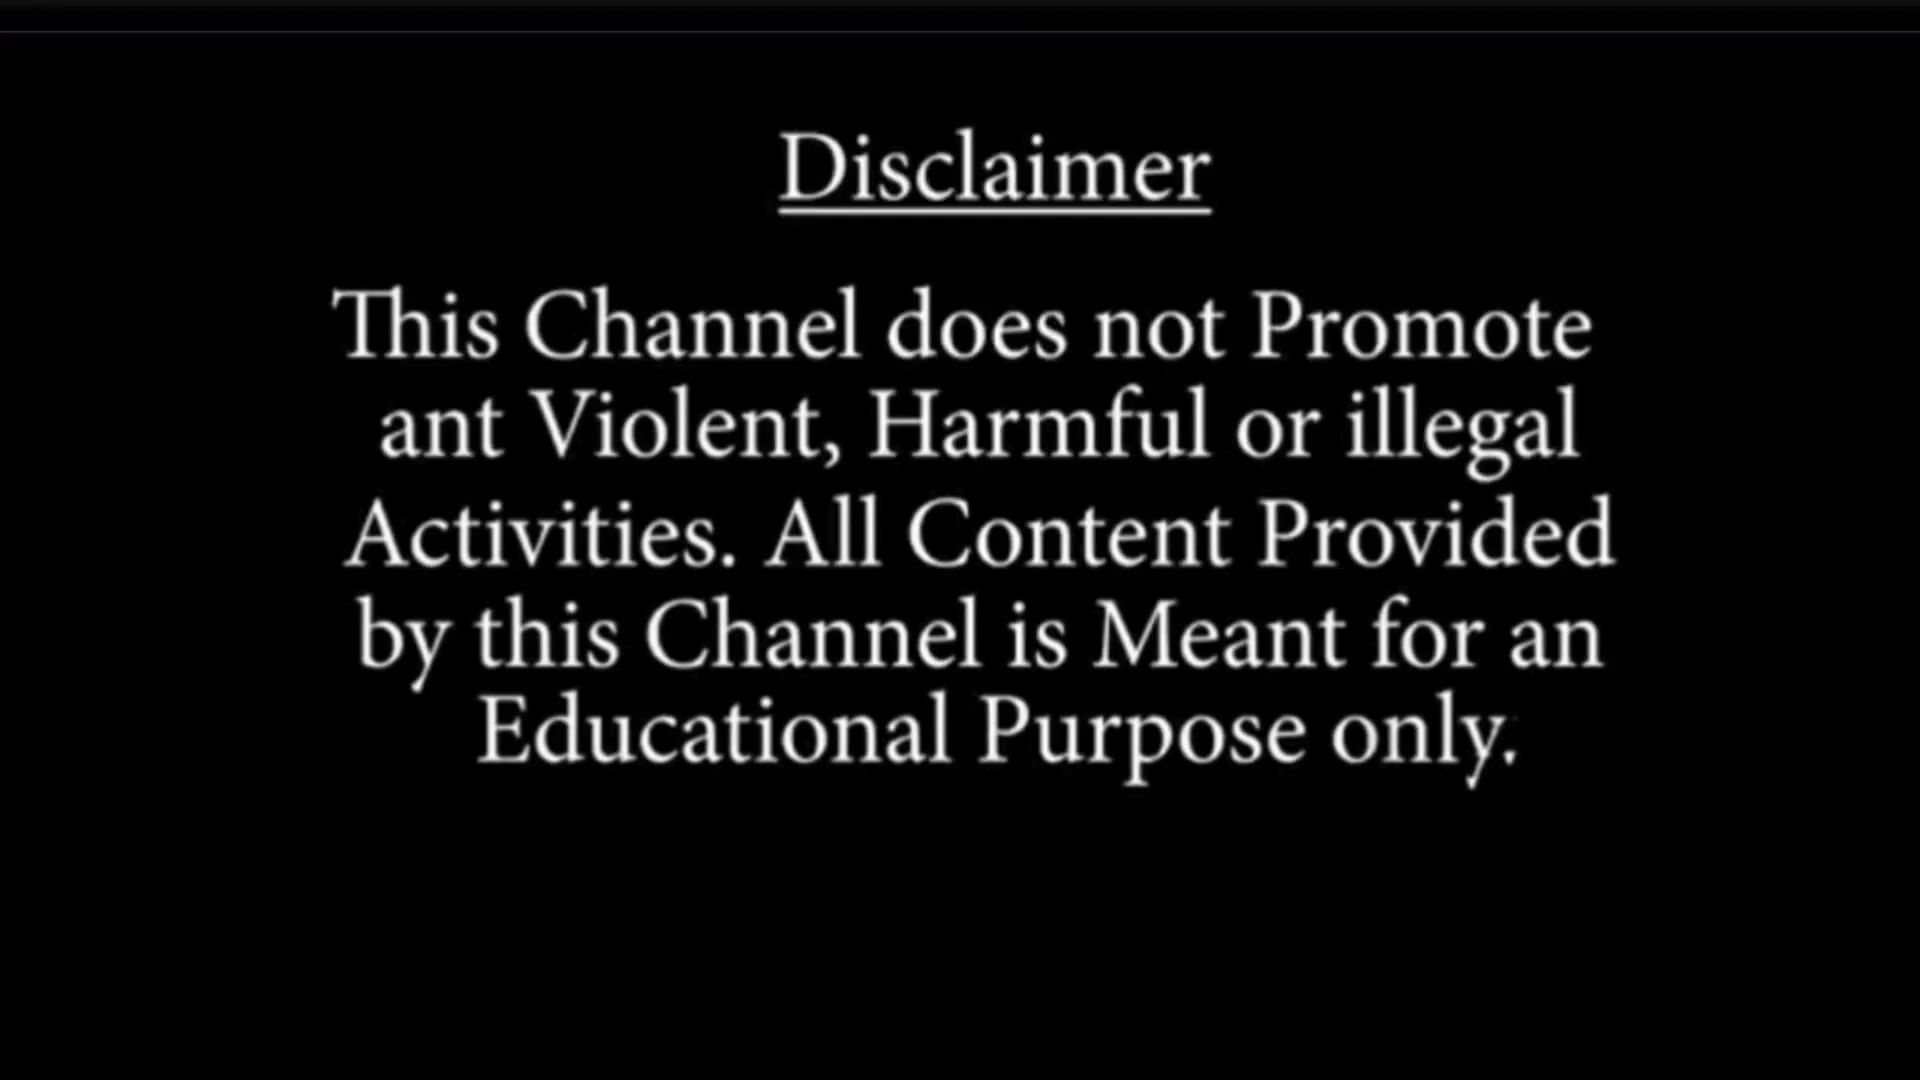 Disclaimer
This Channel does not Promote
ant Violent, Harmful or illegal
Activities. All Content Provided
by this Channel is Meant for an
Educational Purpose only.